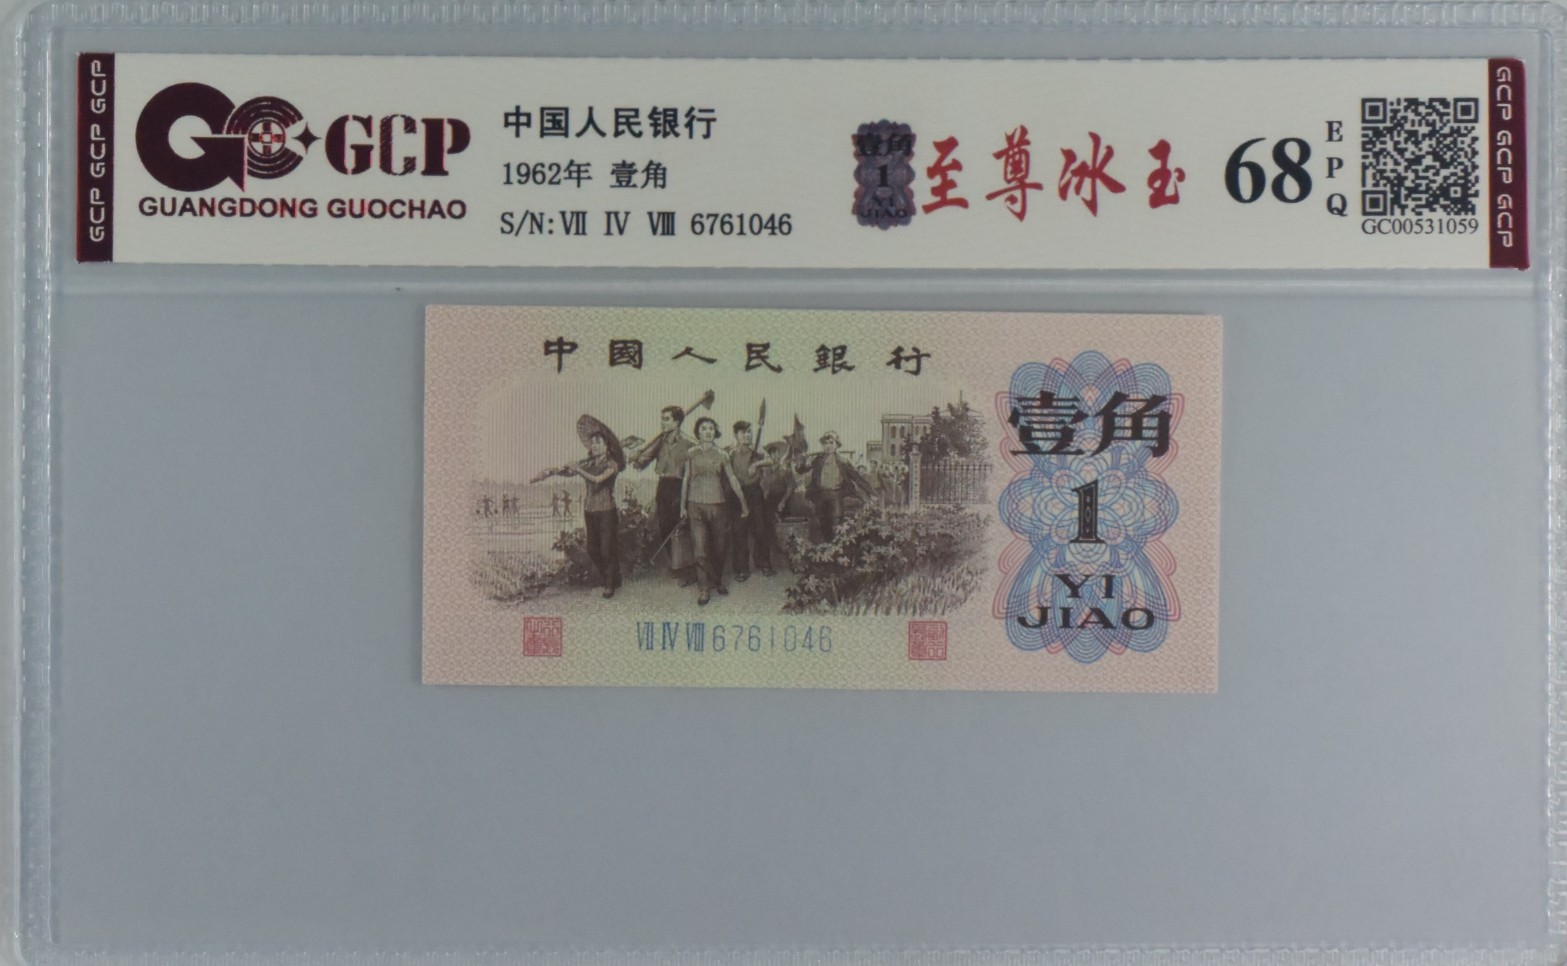 GCP GCP GCP
GCP
GUANGDONG GUOCHAO
中国人民银行
1962年 壹角
S/N: Ⅶ Ⅳ Ⅷ 6761046
壹角
1
YI
JIAO
至尊冰玉
68
EPQ
GC00531059
GCP GCP GCP
中國人民銀行
壹角
1
YI
JIAO
Ⅶ Ⅳ Ⅷ 6761046